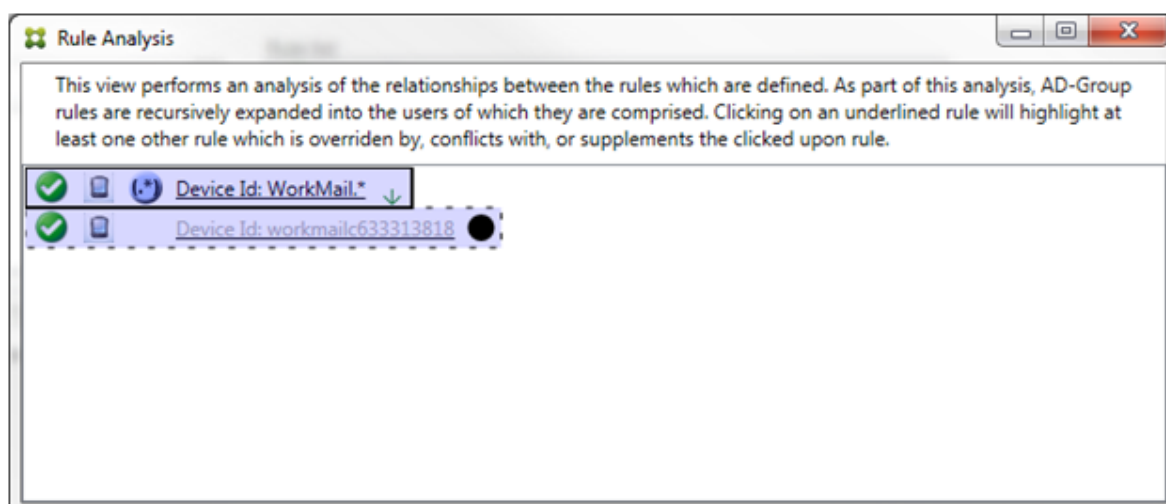 Rule Analysis
This view performs an analysis of the relationships between the rules which are defined. As part of this analysis, AD-Group
rules are recursively expanded into the users of which they are comprised. Clicking on an underlined rule will highlight at
least one other rule which is overriden by, conflicts with, or supplements the clicked upon rule.
(.*) Device Id: WorkMail.*
Device Id: workmailc633313818